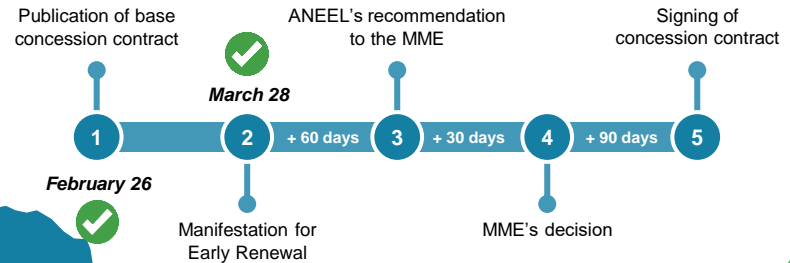 Publication of base
concession contract
ANEEL's recommendation
to the MME
Signing of
concession contract
March 28
1
2
+ 60 days
3
+ 30 days
4
+ 90 days
5
February 26
Manifestation for
Early Renewal
MME's decision